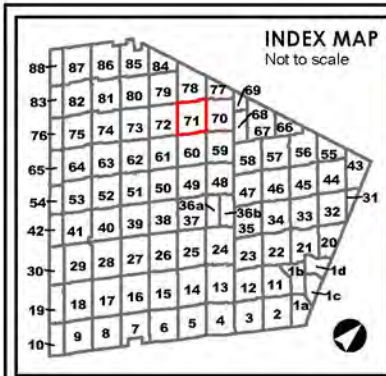 INDEX MAP
Not to scale
88 87 86 85 84
83 82 81 80 79 78 77 69
76 75 74 73 72 71 70 68 67 66
65 64 63 62 61 60 59 58 57 56 55 43
54 53 52 51 50 49 48 47 46 45 44 31
42 41 40 39 38 37 36a 36b 35 34 33 32
30 29 28 27 26 25 24 23 22 21 20 1d
19 18 17 16 15 14 13 12 11 1b 1c
10 9 8 7 6 5 4 3 2 1a